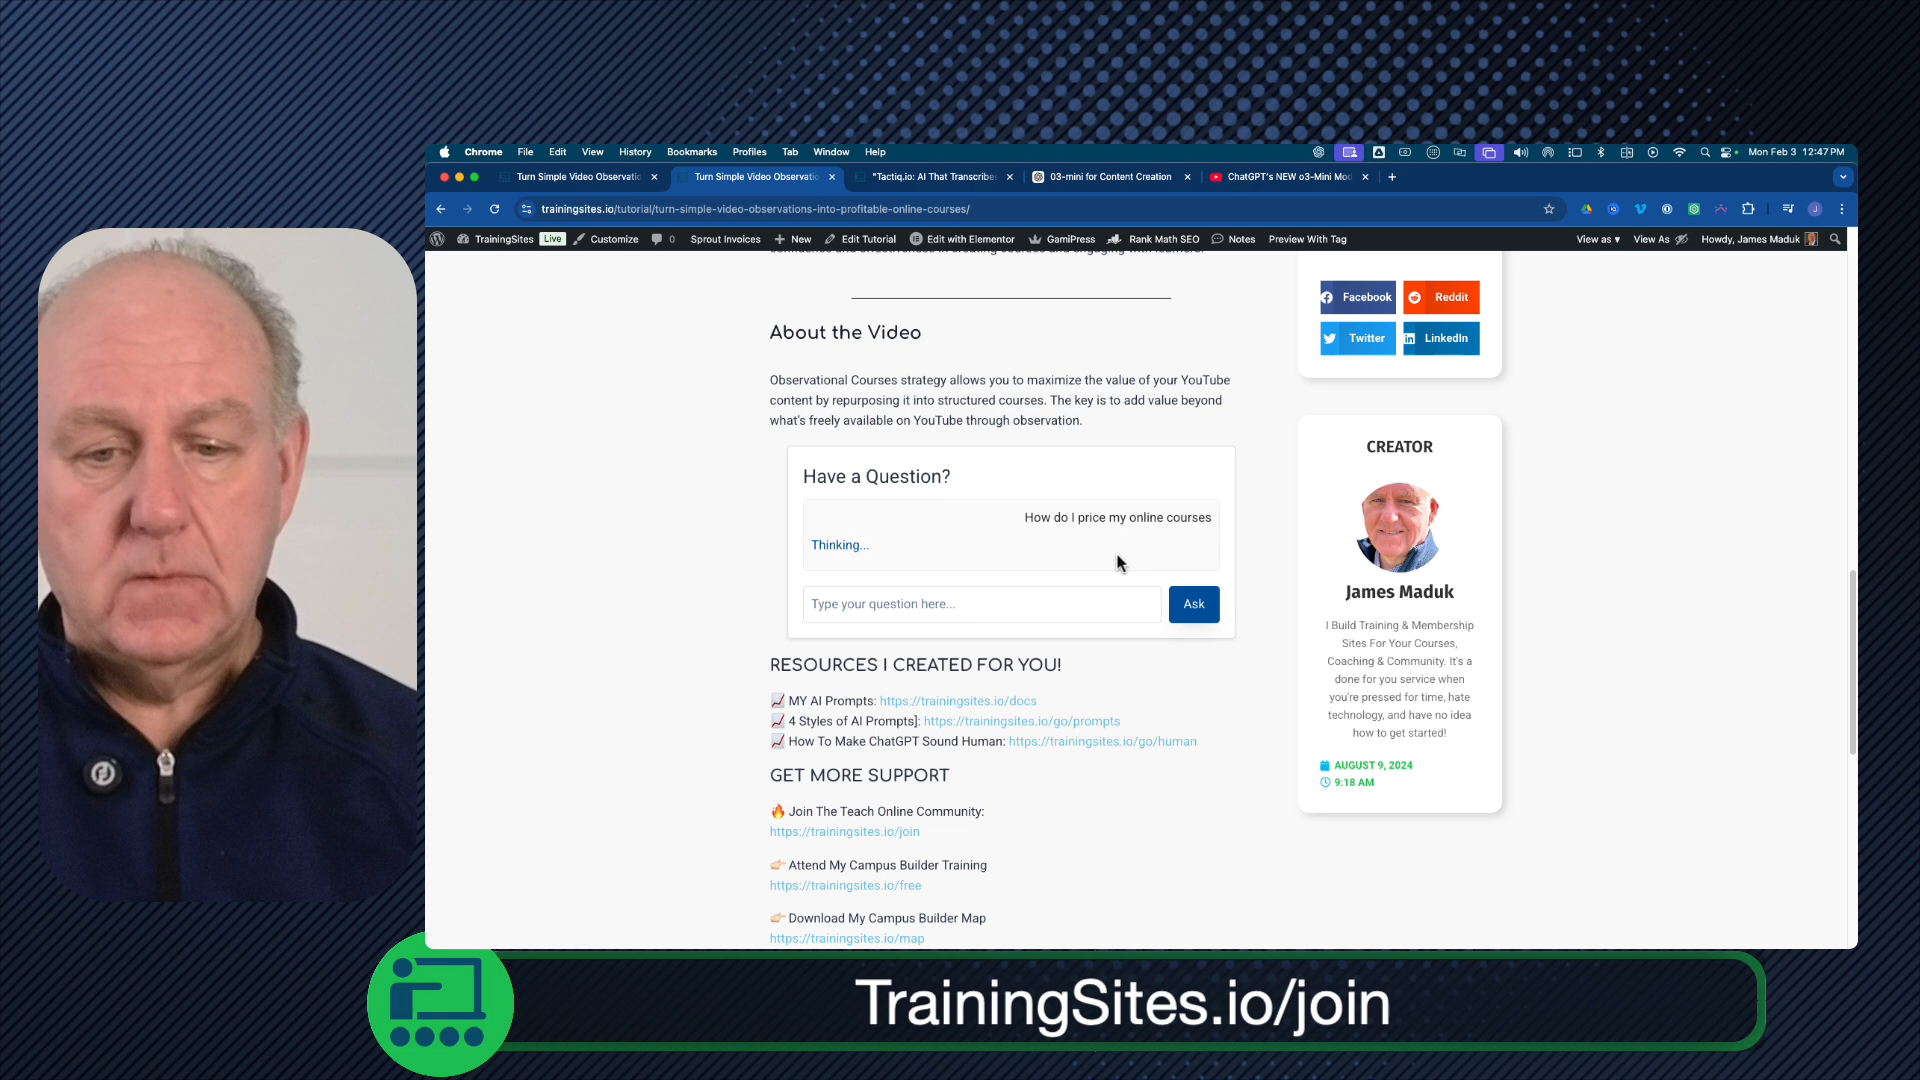 Chrome File Edit View History Bookmarks Profiles Tab Window Help Mon Feb 3 12:47 PM
Turn Simple Video Observatio Turn Simple Video Observatio "Tactiq.io: AI That Transcribes 03-mini for Content Creation ChatGPT's NEW o3-Mini Mod
trainingsites.io/tutorial/turn-simple-video-observations-into-profitable-online-courses/
TrainingSites Live Customize 0 Sprout Invoices New Edit Tutorial Edit with Elementor GamiPress Rank Math SEO Notes Preview With Tag View as View As Howdy, James Maduk
Facebook Reddit
Twitter LinkedIn
About the Video
Observational Courses strategy allows you to maximize the value of your YouTube
content by repurposing it into structured courses. The key is to add value beyond
what's freely available on YouTube through observation.
Have a Question?
How do I price my online courses
Thinking...
Type your question here...
Ask
RESOURCES I CREATED FOR YOU!
MY AI Prompts: https://trainingsites.io/docs
4 Styles of AI Prompts]: https://trainingsites.io/go/prompts
How To Make ChatGPT Sound Human: https://trainingsites.io/go/human
GET MORE SUPPORT
Join The Teach Online Community:
https://trainingsites.io/join
Attend My Campus Builder Training
https://trainingsites.io/free
Download My Campus Builder Map
https://trainingsites.io/map
CREATOR
James Maduk
I Build Training & Membership
Sites For Your Courses,
Coaching & Community. It's a
done for you service when
you're pressed for time, hate
technology, and have no idea
how to get started!
AUGUST 9, 2024
9:18 AM
TrainingSites.io/join